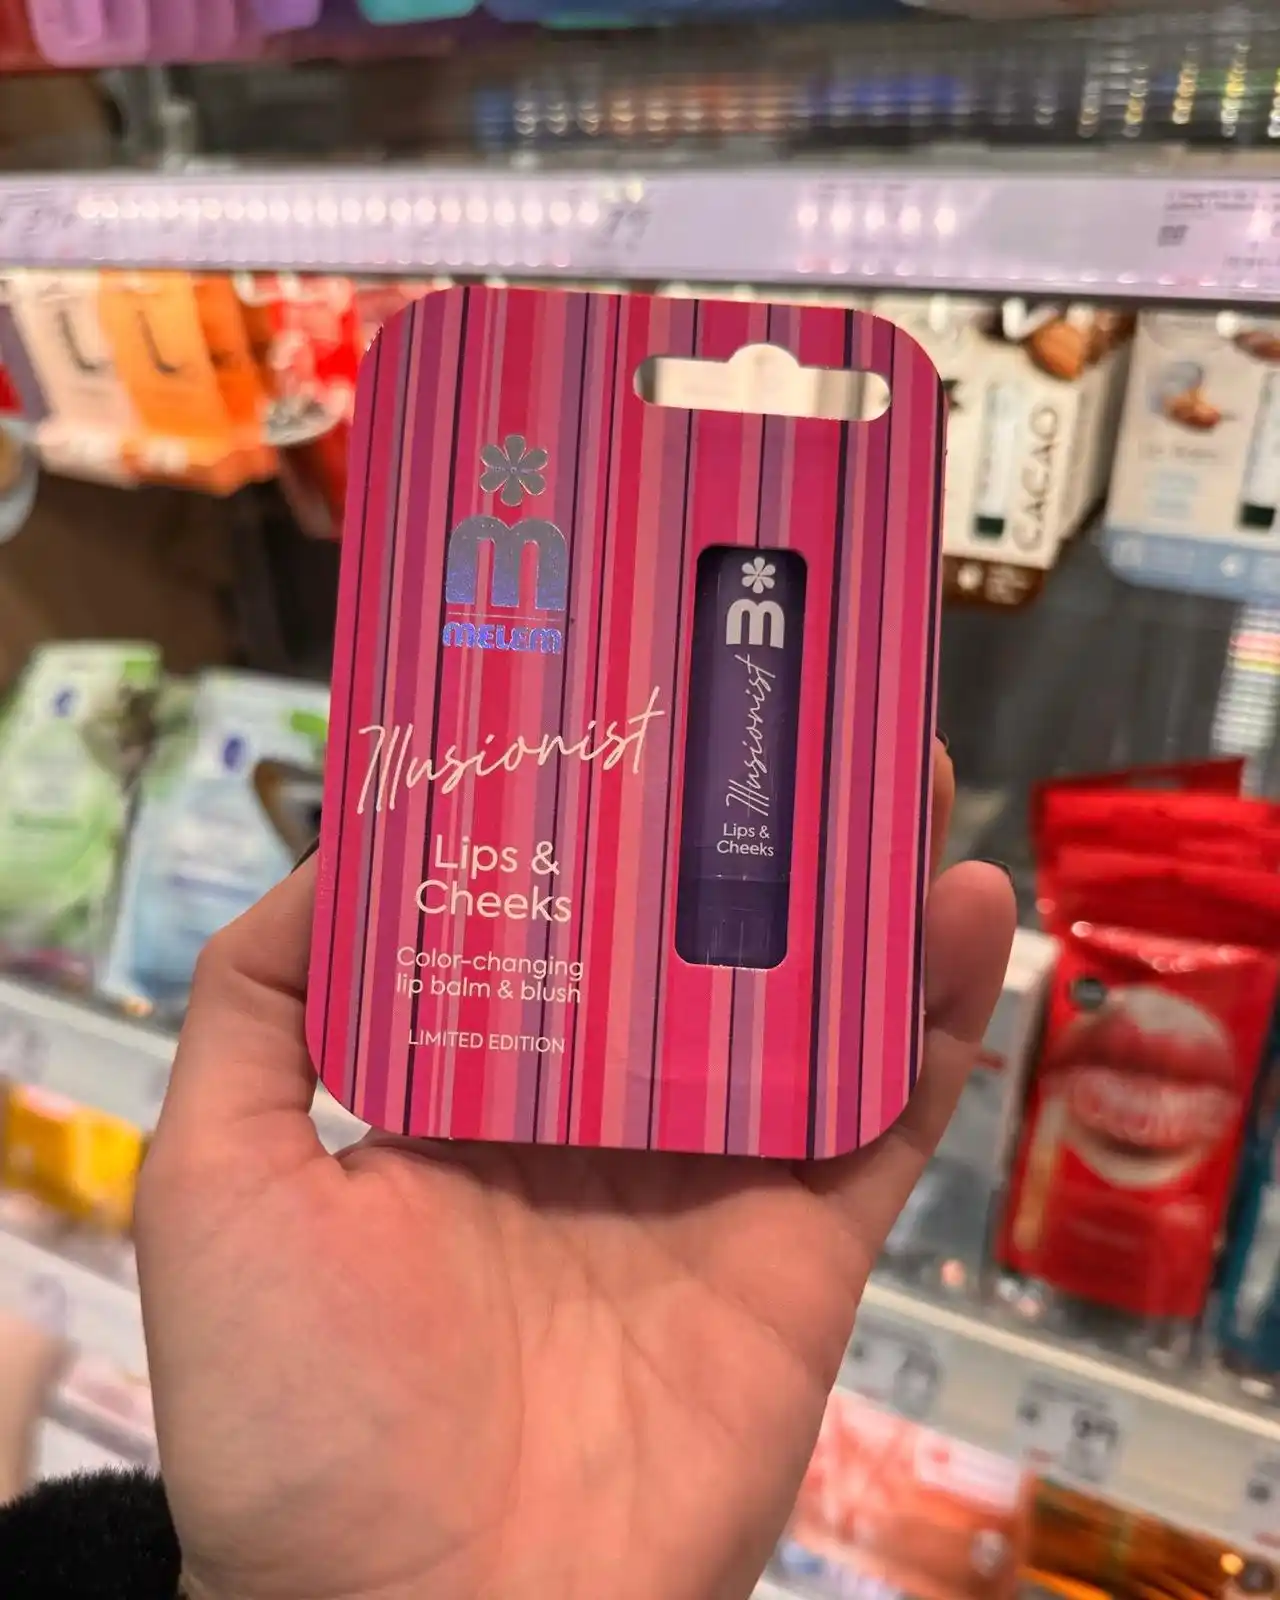 m
MELEM
Illusionist
Lips &
Cheeks
Color-changing
lip balm & blush
LIMITED EDITION
m
Illusionist
Lips &
Cheeks
CACAO